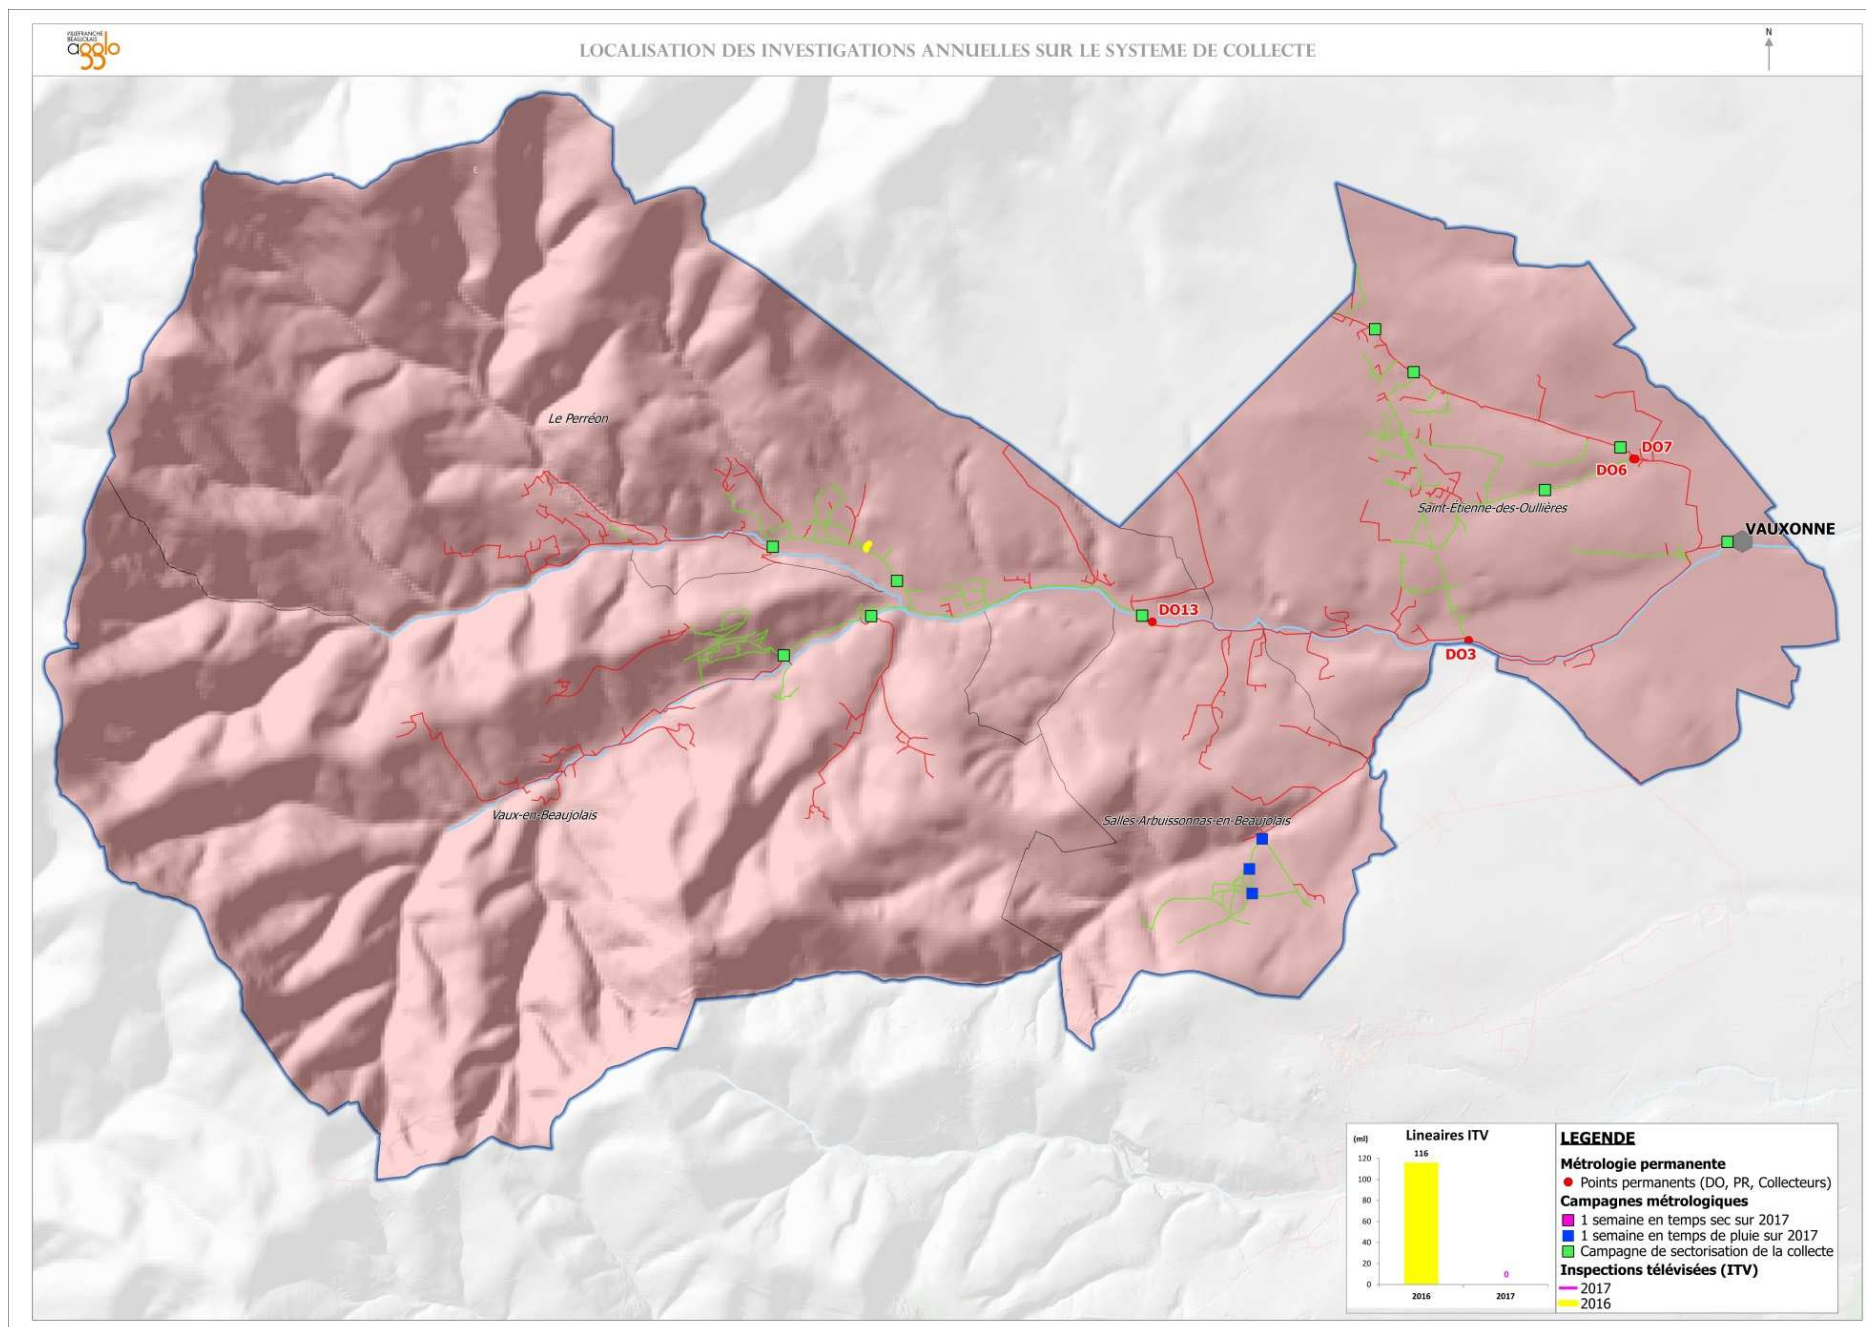 VILLEFRANCHE
BEAUJOLAIS
agglo
LOCALISATION DES INVESTIGATIONS ANNUELLES SUR LE SYSTEME DE COLLECTE
N
Le Perréon
DO7
DO6
Saint-Étienne-des-Oullières
VAUXONNE
DO13
DO3
Vaux-en-Beaujolais
Salles-Arbuissonnas-en-Beaujolais
(ml)
Lineaires ITV
116
120
100
80
60
40
20
0
0
2016
2017
LEGENDE
Métrologie permanente
Points permanents (DO, PR, Collecteurs)
Campagnes métrologiques
1 semaine en temps sec sur 2017
1 semaine en temps de pluie sur 2017
Campagne de sectorisation de la collecte
Inspections télévisées (ITV)
2017
2016